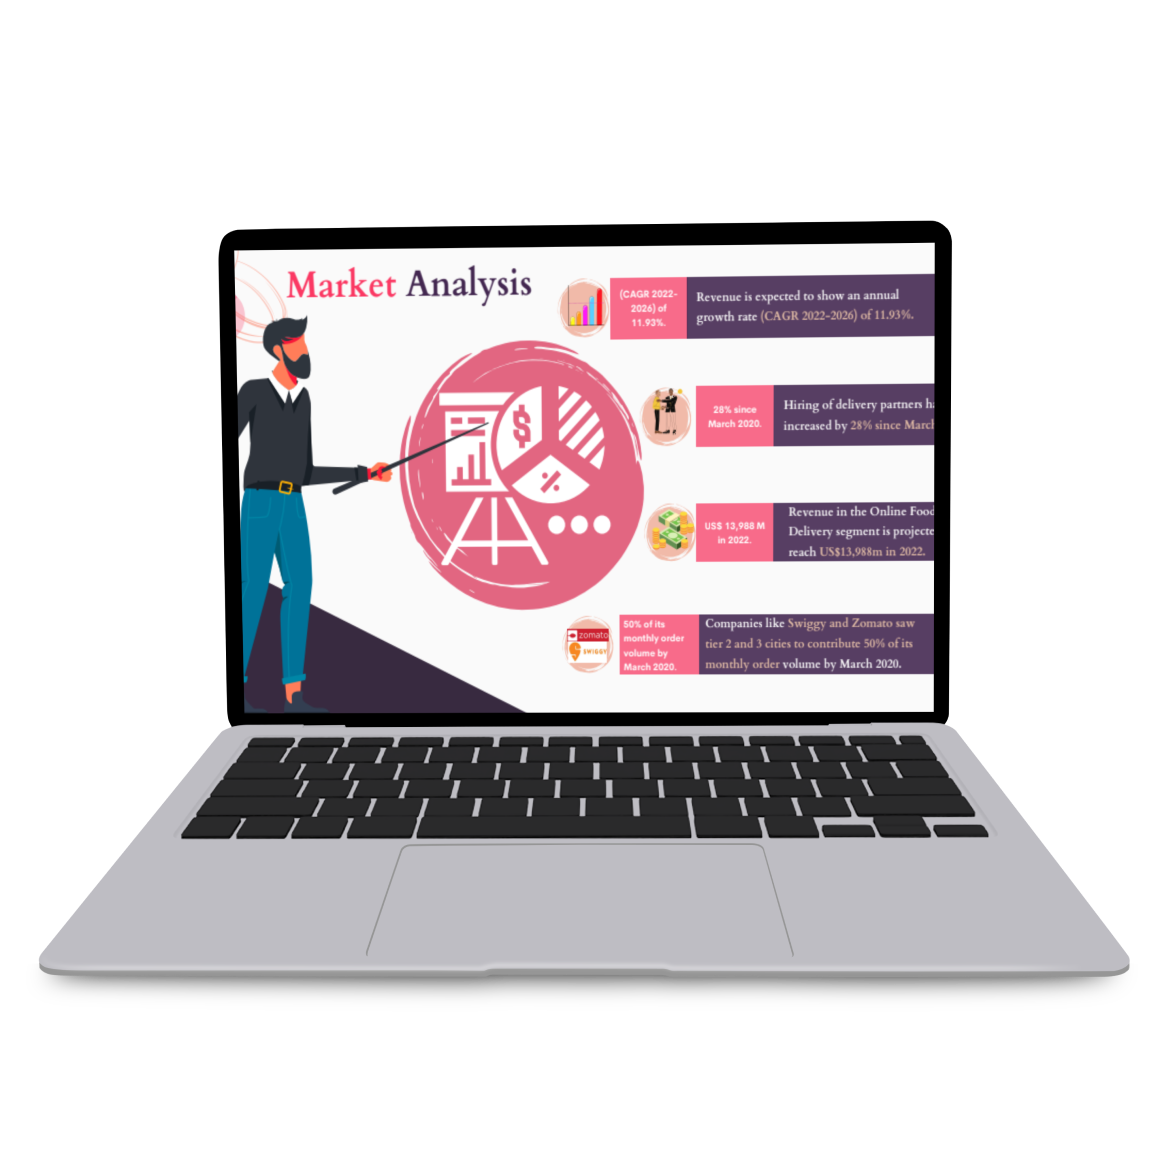 Market Analysis
(CAGR 2022-
2026) of
11.93%.
Revenue is expected to show an annual
growth rate (CAGR 2022-2026) of 11.93%.
28% since
March 2020.
Hiring of delivery partners ha
increased by 28% since March
US$ 13,988 M
in 2022.
Revenue in the Online Food
Delivery segment is projecte
reach US$13,988m in 2022.
zomato
SWIGGY
50% of its
monthly order
volume by
March 2020.
Companies like Swiggy and Zomato saw
tier 2 and 3 cities to contribute 50% of its
monthly order volume by March 2020.
$
%